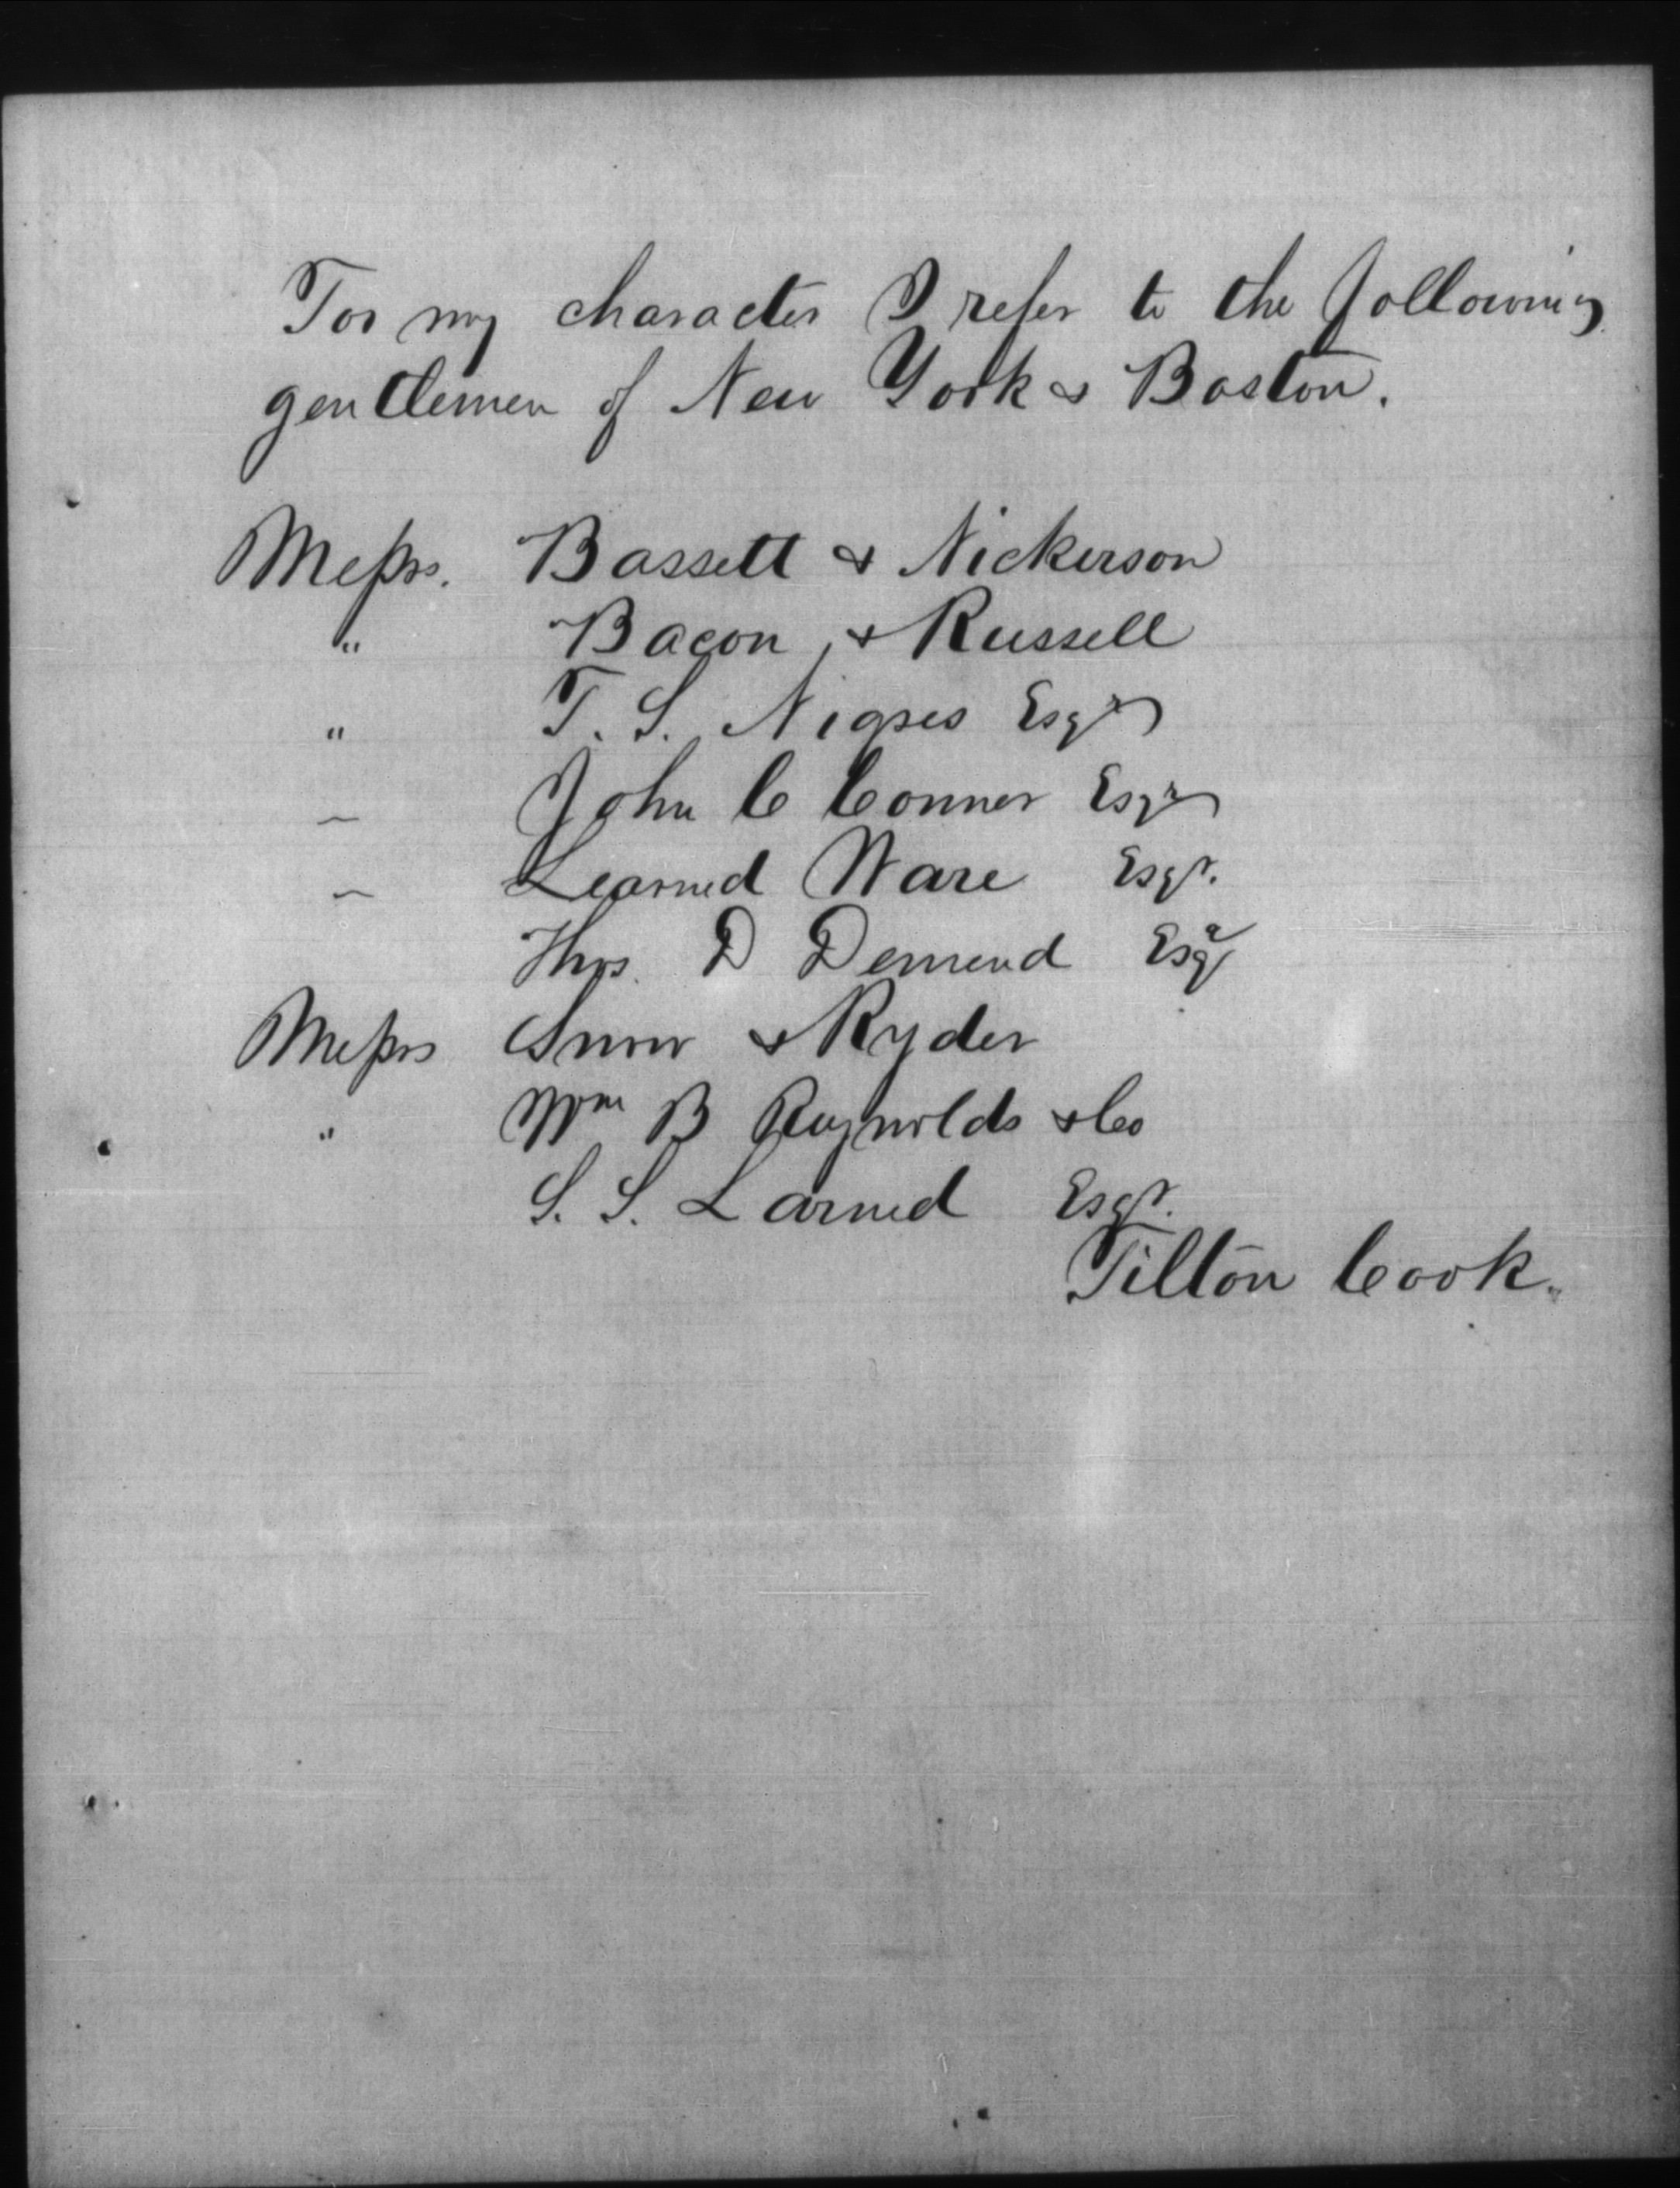 For my character I refer to the following
gentlemen of New York & Boston.
Messrs. Bassett & Nickerson
" Bacon & Russell
" T. S. Esqr
— John C Conner Esqr
— Learned Ware Esqr.
Thos. D Demend Esqr
Messrs Snow & Ryder
" Wm B Reynolds & Co
S. S. Larned Esqr.
Tilton Cook.